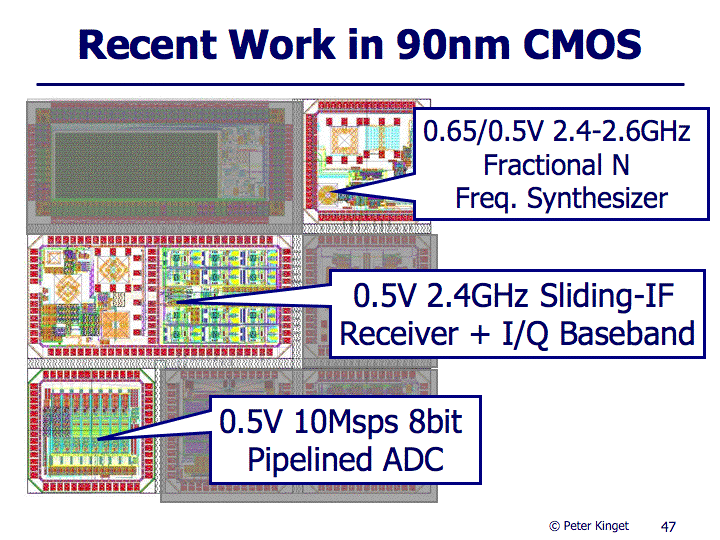 Recent Work in 90nm CMOS
0.65/0.5V 2.4-2.6GHz
Fractional N
Freq. Synthesizer
0.5V 2.4GHz Sliding-IF
Receiver + I/Q Baseband
0.5V 10Msps 8bit
Pipelined ADC
© Peter Kinget
47